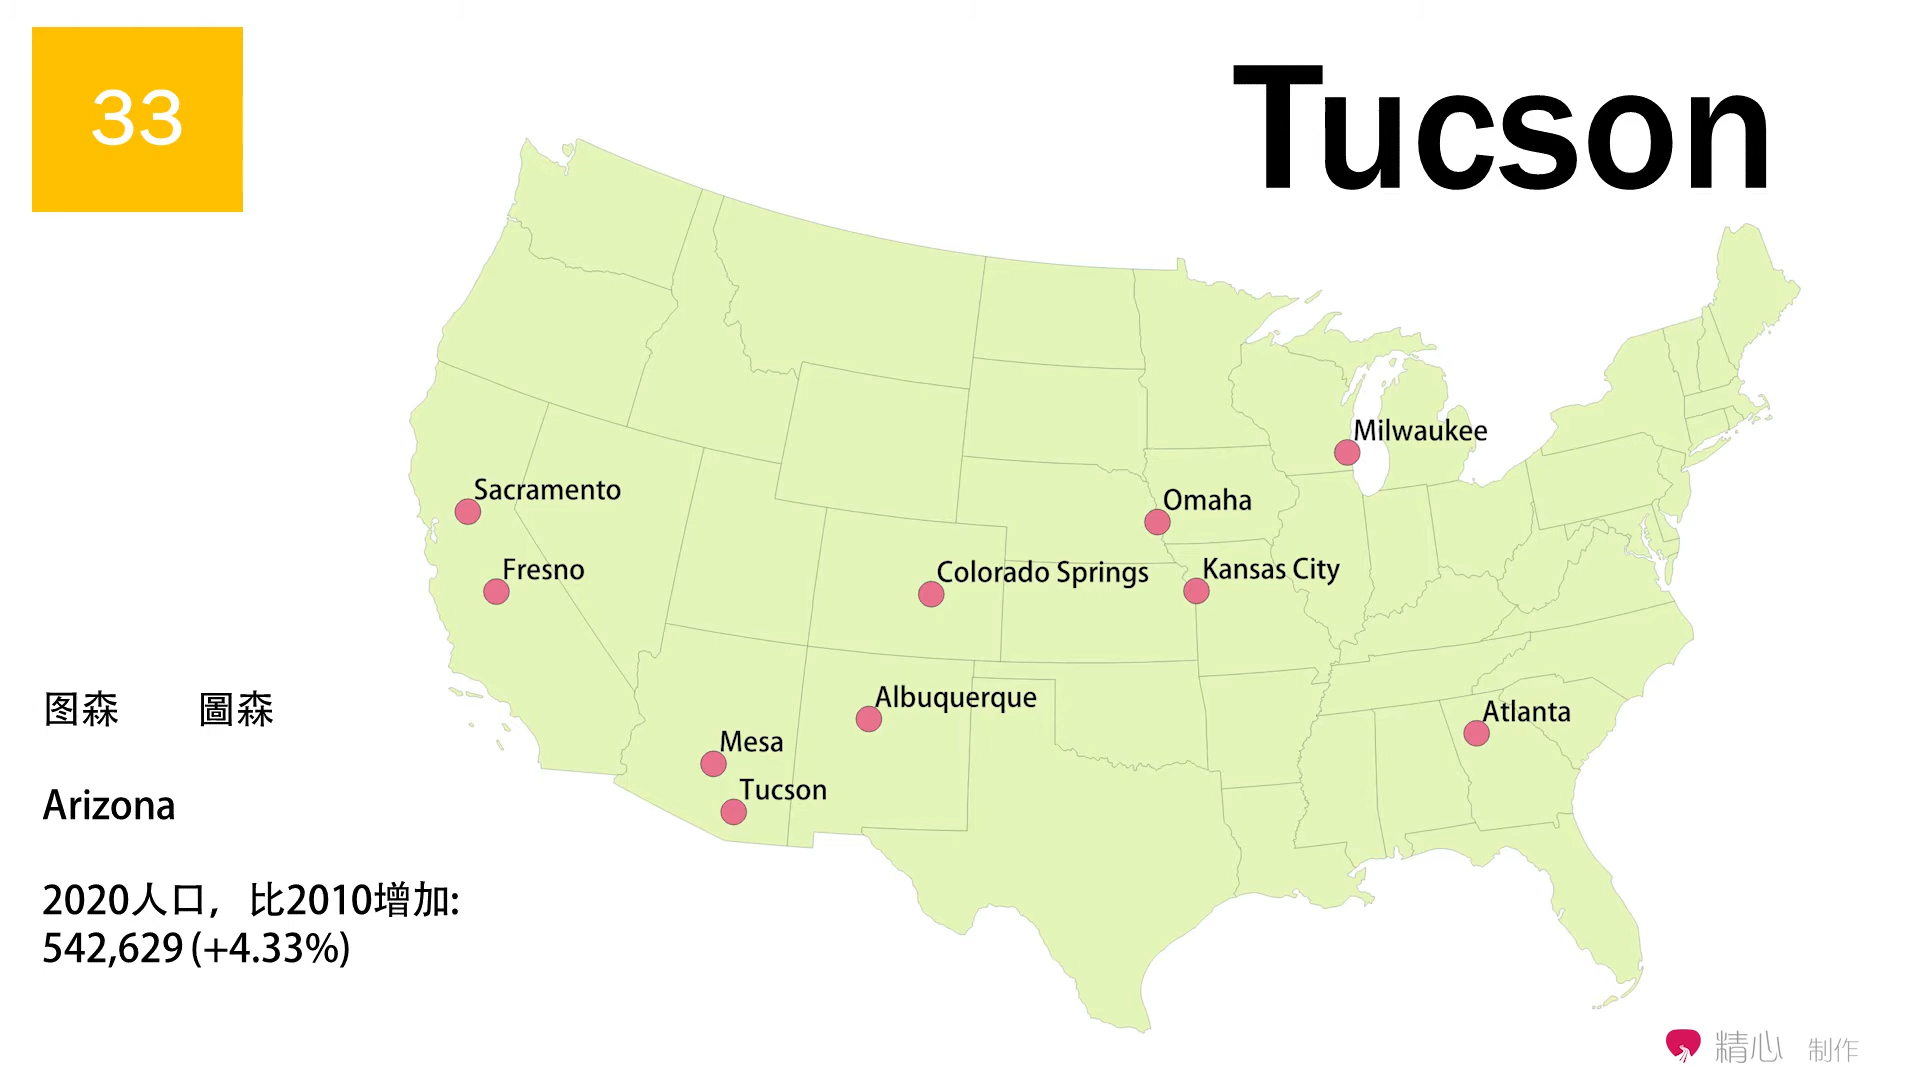 33
Tucson
Milwaukee
Sacramento
Omaha
Fresno
Colorado Springs
Kansas City
Albuquerque
Atlanta
Mesa
Tucson
图森 圖森
Arizona
2020人口，比2010增加:
542,629 (+4.33%)
精心 制作